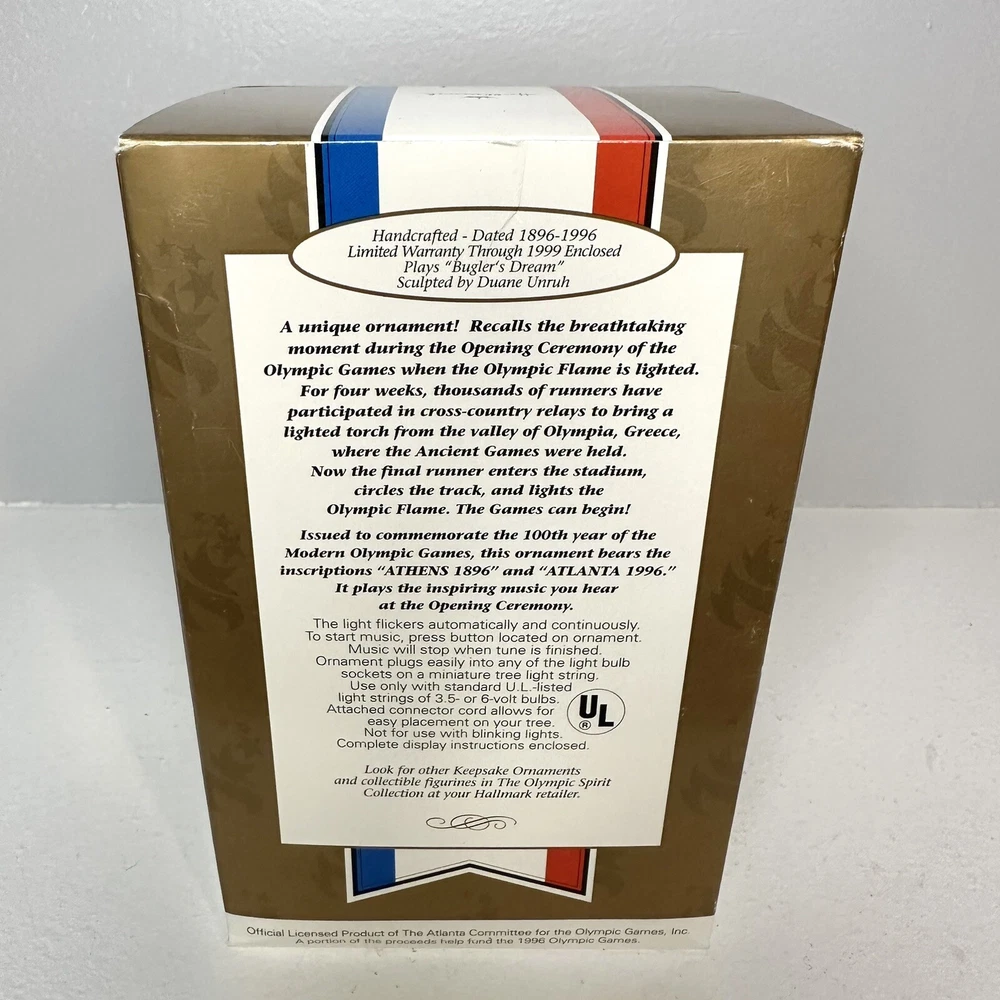 Handcrafted - Dated 1896-1996
Limited Warranty Through 1999 Enclosed
Plays "Bugler's Dream"
Sculpted by Duane Unruh
A unique ornament! Recalls the breathtaking
moment during the Opening Ceremony of the
Olympic Games when the Olympic Flame is lighted.
For four weeks, thousands of runners have
participated in cross-country relays to bring a
lighted torch from the valley of Olympia, Greece,
where the Ancient Games were held.
Now the final runner enters the stadium,
circles the track, and lights the
Olympic Flame. The Games can begin!
Issued to commemorate the 100th year of the
Modern Olympic Games, this ornament bears the
inscriptions "ATHENS 1896" and "ATLANTA 1996."
It plays the inspiring music you hear
at the Opening Ceremony.
The light flickers automatically and continuously.
To start music, press button located on ornament.
Music will stop when tune is finished.
Ornament plugs easily into any of the light bulb
sockets on a miniature tree light string.
Use only with standard U.L.-listed
light strings of 3.5- or 6-volt bulbs.
Attached connector cord allows for
easy placement on your tree.
Not for use with blinking lights.
Complete display instructions enclosed.
UL ®
Look for other Keepsake Ornaments
and collectible figurines in The Olympic Spirit
Collection at your Hallmark retailer.
Official Licensed Product of The Atlanta Committee for the Olympic Games, Inc.
A portion of the proceeds help fund the 1996 Olympic Games.